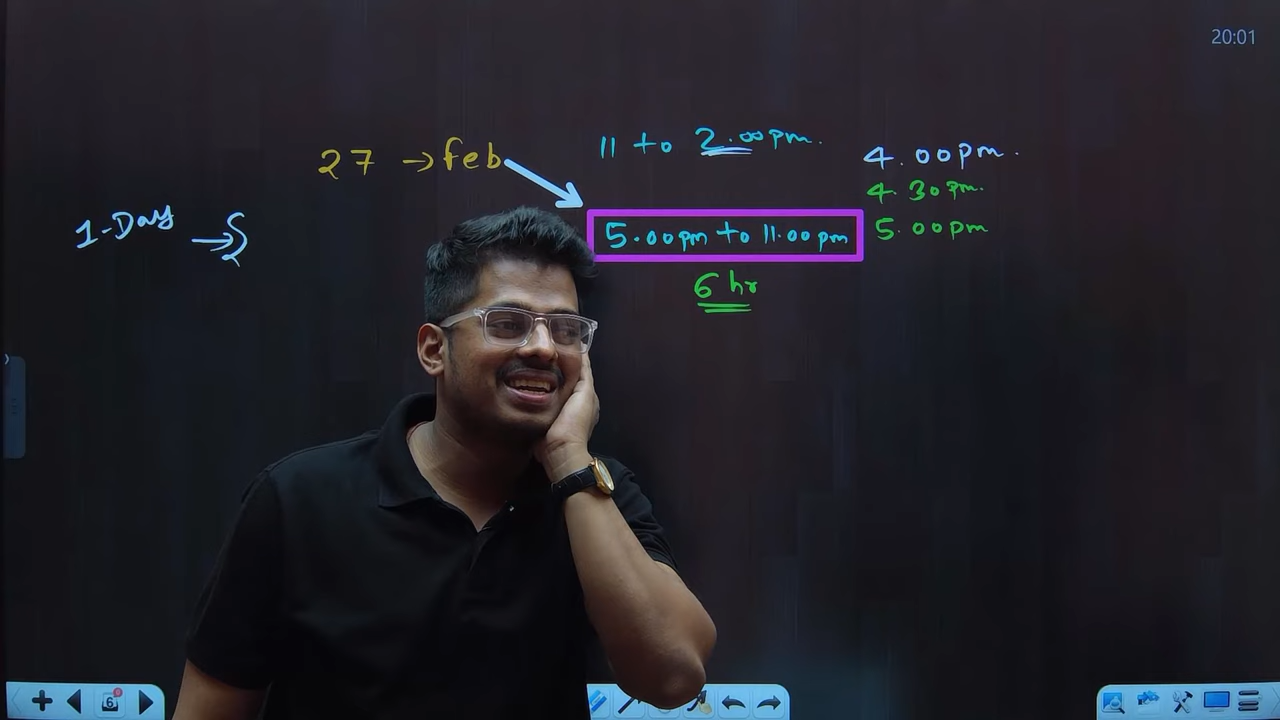 20:01
11 to 2.00pm.
27 → feb
4.00pm.
4.30pm.
1-Day →
5.00pm to 11.00pm
5.00pm
6 hr
6